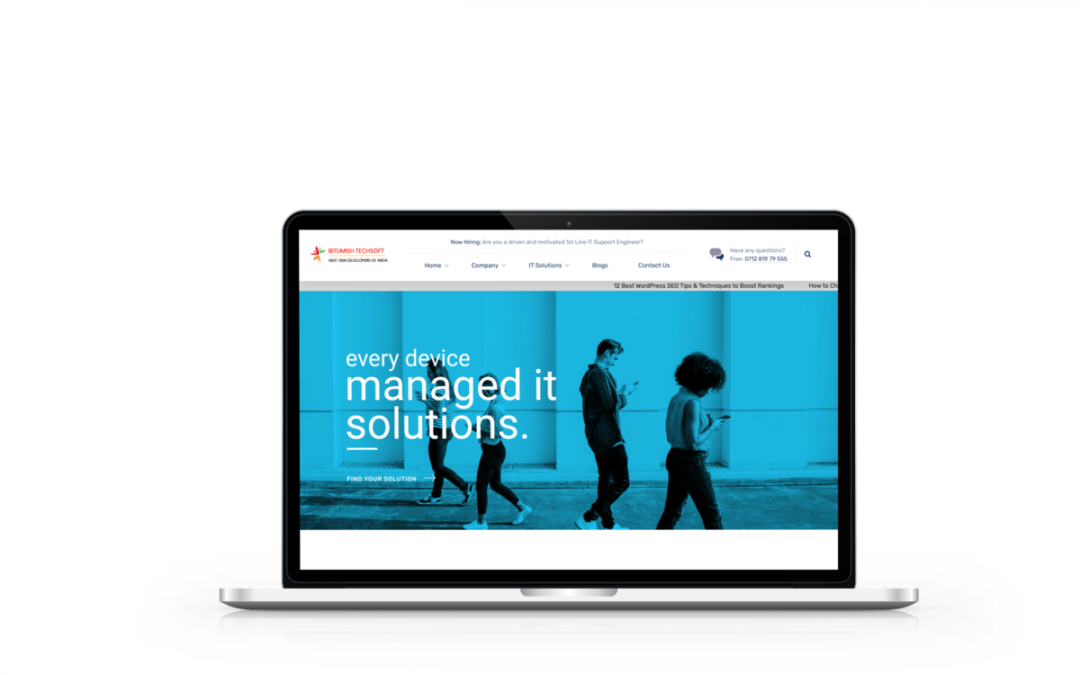 Now Hiring: Are you a driven and motivated 1st Line IT Support Engineer?
BITUMISH TECHSOFT
NEXT GEN DEVELOPERS OF INDIA
Have any questions?
Free: 0712 819 79 555
Home
Company
IT Solutions
Blogs
Contact Us
12 Best WordPress SEO Tips & Techniques to Boost Rankings
How to Ch
every device
managed it
solutions.
FIND YOUR SOLUTION